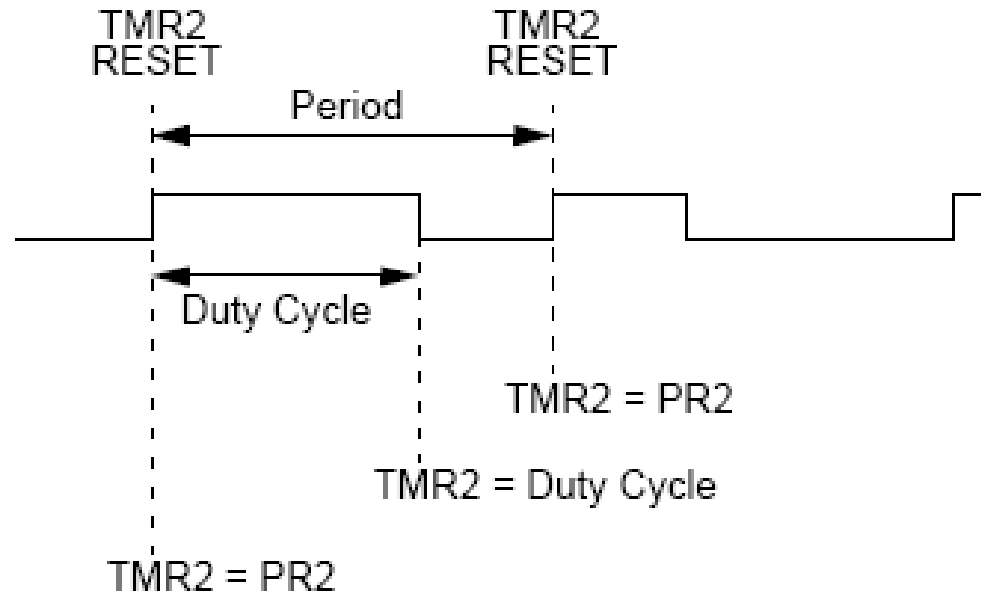 TMR2
RESET
TMR2
RESET
Period
Duty Cycle
TMR2 = PR2
TMR2 = Duty Cycle
TMR2 = PR2